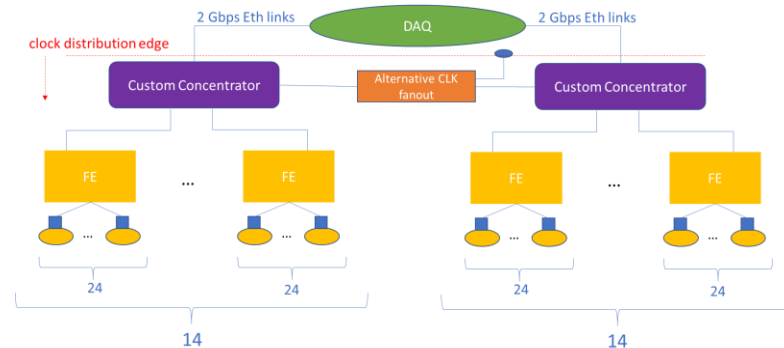 2 Gbps Eth links
DAQ
2 Gbps Eth links
clock distribution edge
Custom Concentrator
Alternative CLK
fanout
Custom Concentrator
FE
...
FE
FE
...
FE
...
...
...
...
24
24
24
24
14
14